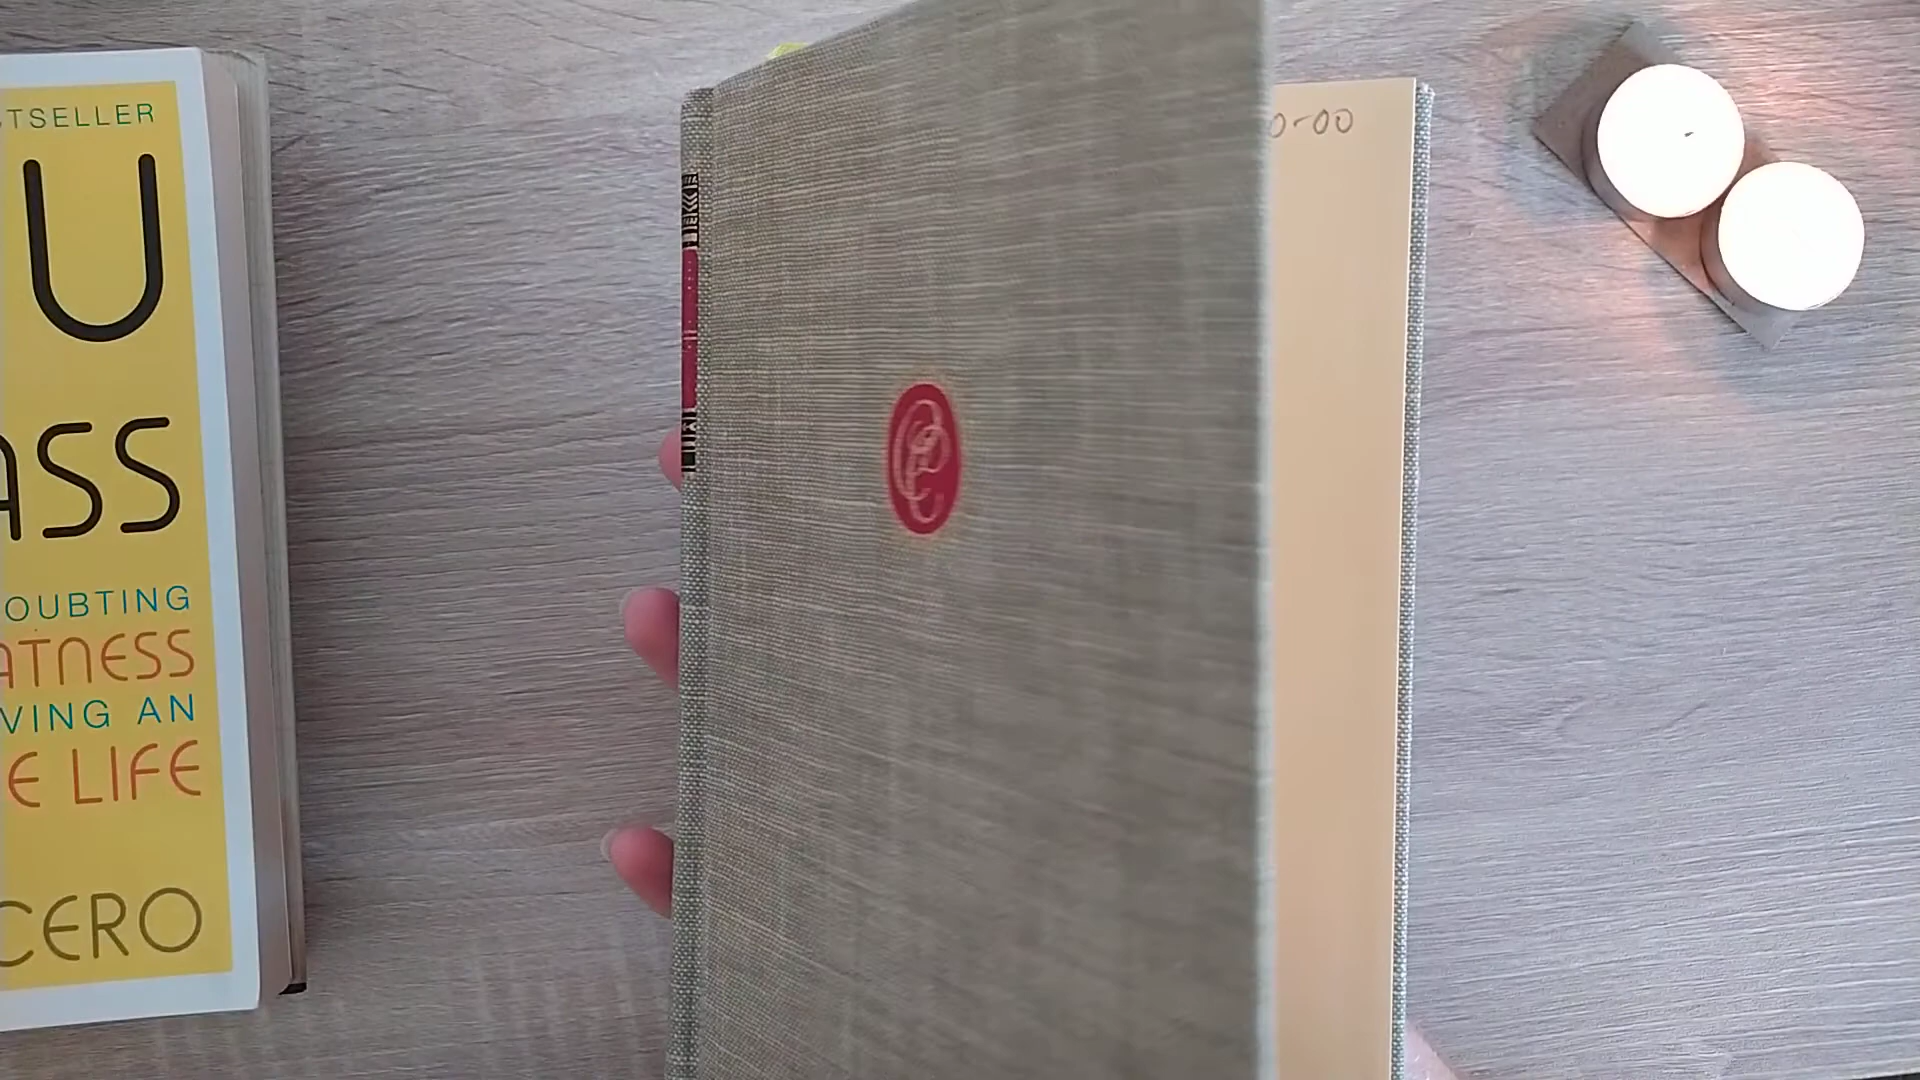 TSELLER
U
ASS
OUBTING
ATNESS
VING AN
E LIFE
CERO
0-00